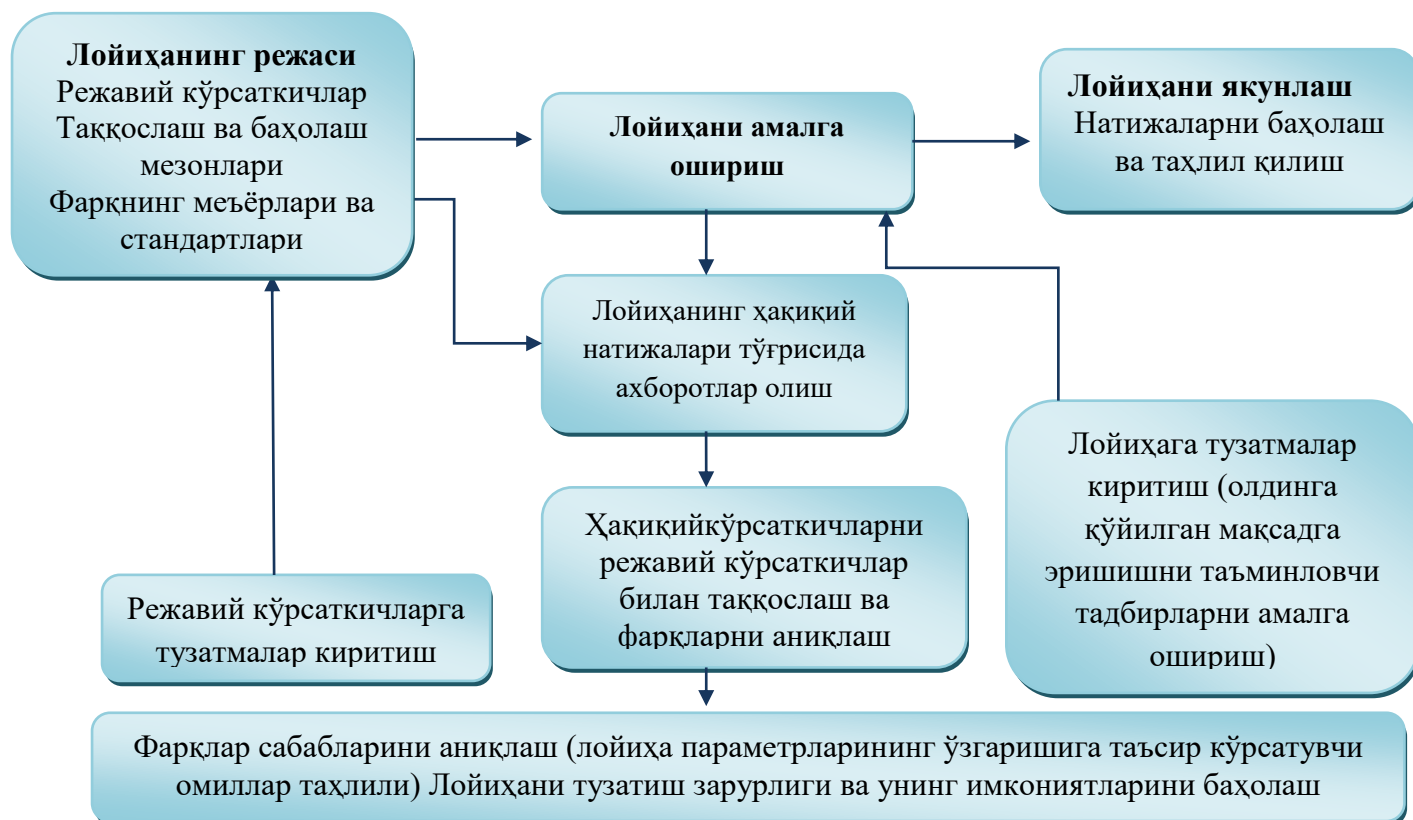 Лойиҳанинг режаси
Режавий кўрсаткичлар
Таққослаш ва баҳолаш
мезонлари
Фарқнинг меъёрлари ва
стандартлари
Лойиҳани амалга
ошириш
Лойиҳани якунлаш
Натижаларни баҳолаш
ва таҳлил қилиш
Лойиҳанинг ҳақиқий
натижалари тўғрисида
ахборотлар олиш
Ҳақиқийкўрсаткичларни
режавий кўрсаткичлар
билан таққослаш ва
фарқларни аниқлаш
Режавий кўрсаткичларга
тузатмалар киритиш
Лойиҳага тузатмалар
киритиш (олдинга
қўйилган мақсадга
эришишни таъминловчи
тадбирларни амалга
ошириш)
Фарқлар сабабларини аниқлаш (лойиҳа параметрларининг ўзгаришига таъсир кўрсатувчи
омиллар таҳлили) Лойиҳани тузатиш зарурлиги ва унинг имкониятларини баҳолаш